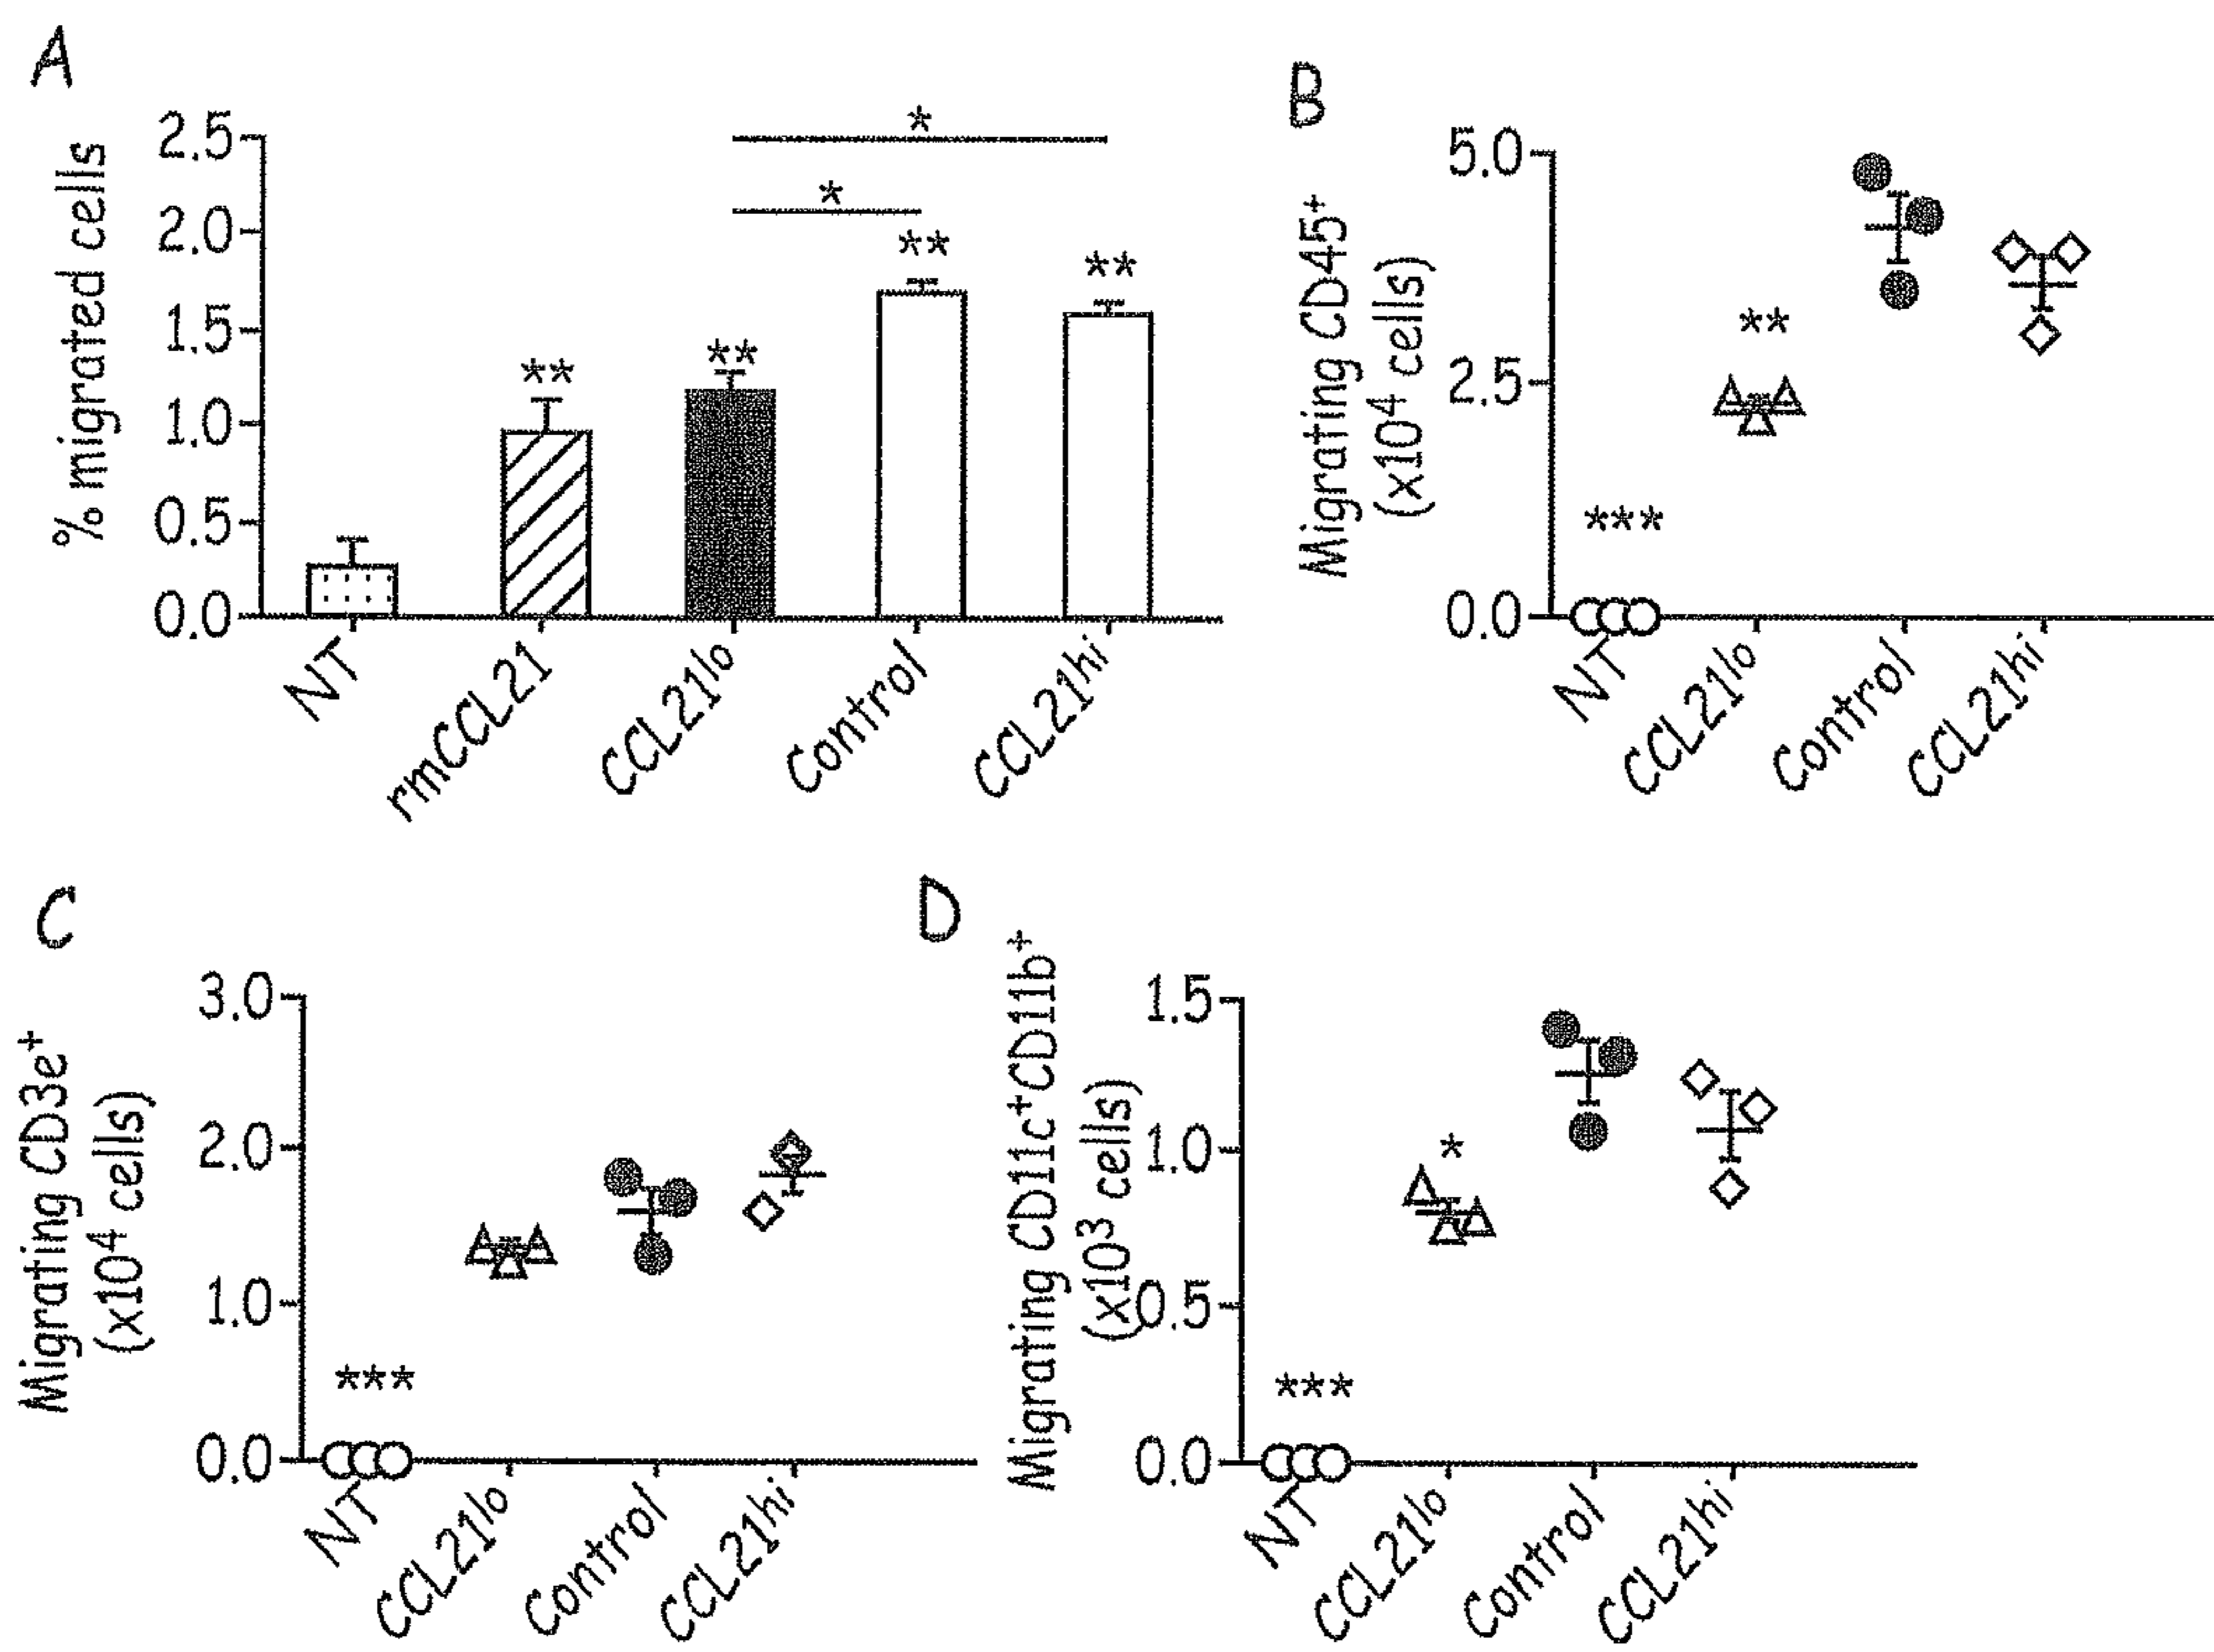 A
% migrated cells
2.5
2.0
1.5
1.0
0.5
0.0
*
*
**
**
**
**
NT
rmCCL21
CCL21lo
Control
CCL21hi
B
Migrating CD45+
(x10⁴ cells)
5.0
2.5
0.0
***
**
NT
CCL21lo
Control
CCL21hi
C
Migrating CD3e+
(x10⁴ cells)
3.0
2.0
1.0
0.0
***
NT
CCL21lo
Control
CCL21hi
D
Migrating CD11c+CD11b+
(x10³ cells)
1.5
1.0
0.5
0.0
***
*
NT
CCL21lo
Control
CCL21hi